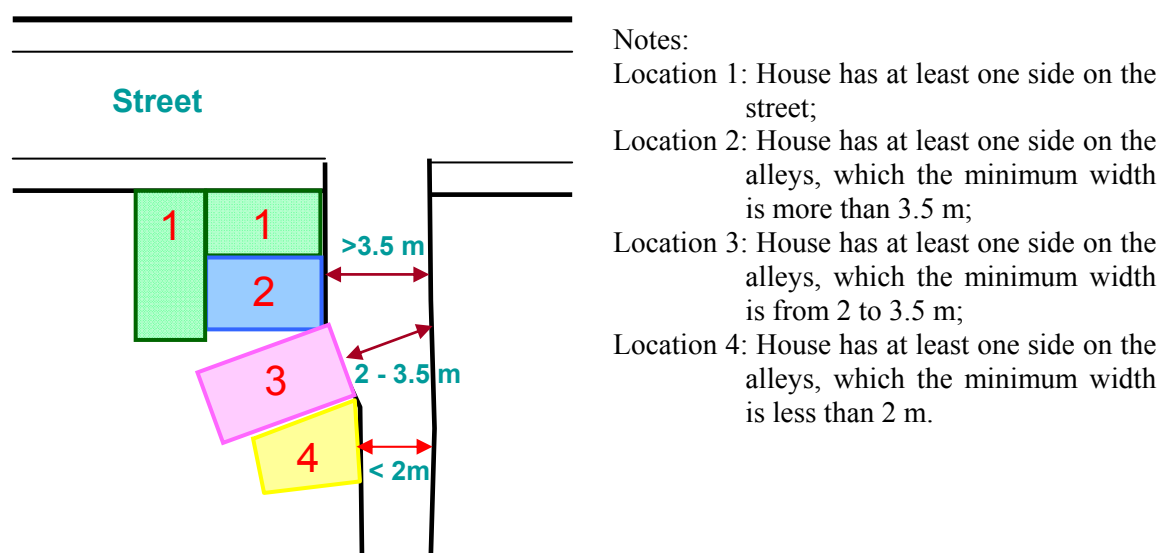 Street
1
1
>3.5 m
2
2 - 3.5 m
3
4
< 2m
Notes:
Location 1: House has at least one side on the
street;
Location 2: House has at least one side on the
alleys, which the minimum width
is more than 3.5 m;
Location 3: House has at least one side on the
alleys, which the minimum width
is from 2 to 3.5 m;
Location 4: House has at least one side on the
alleys, which the minimum width
is less than 2 m.